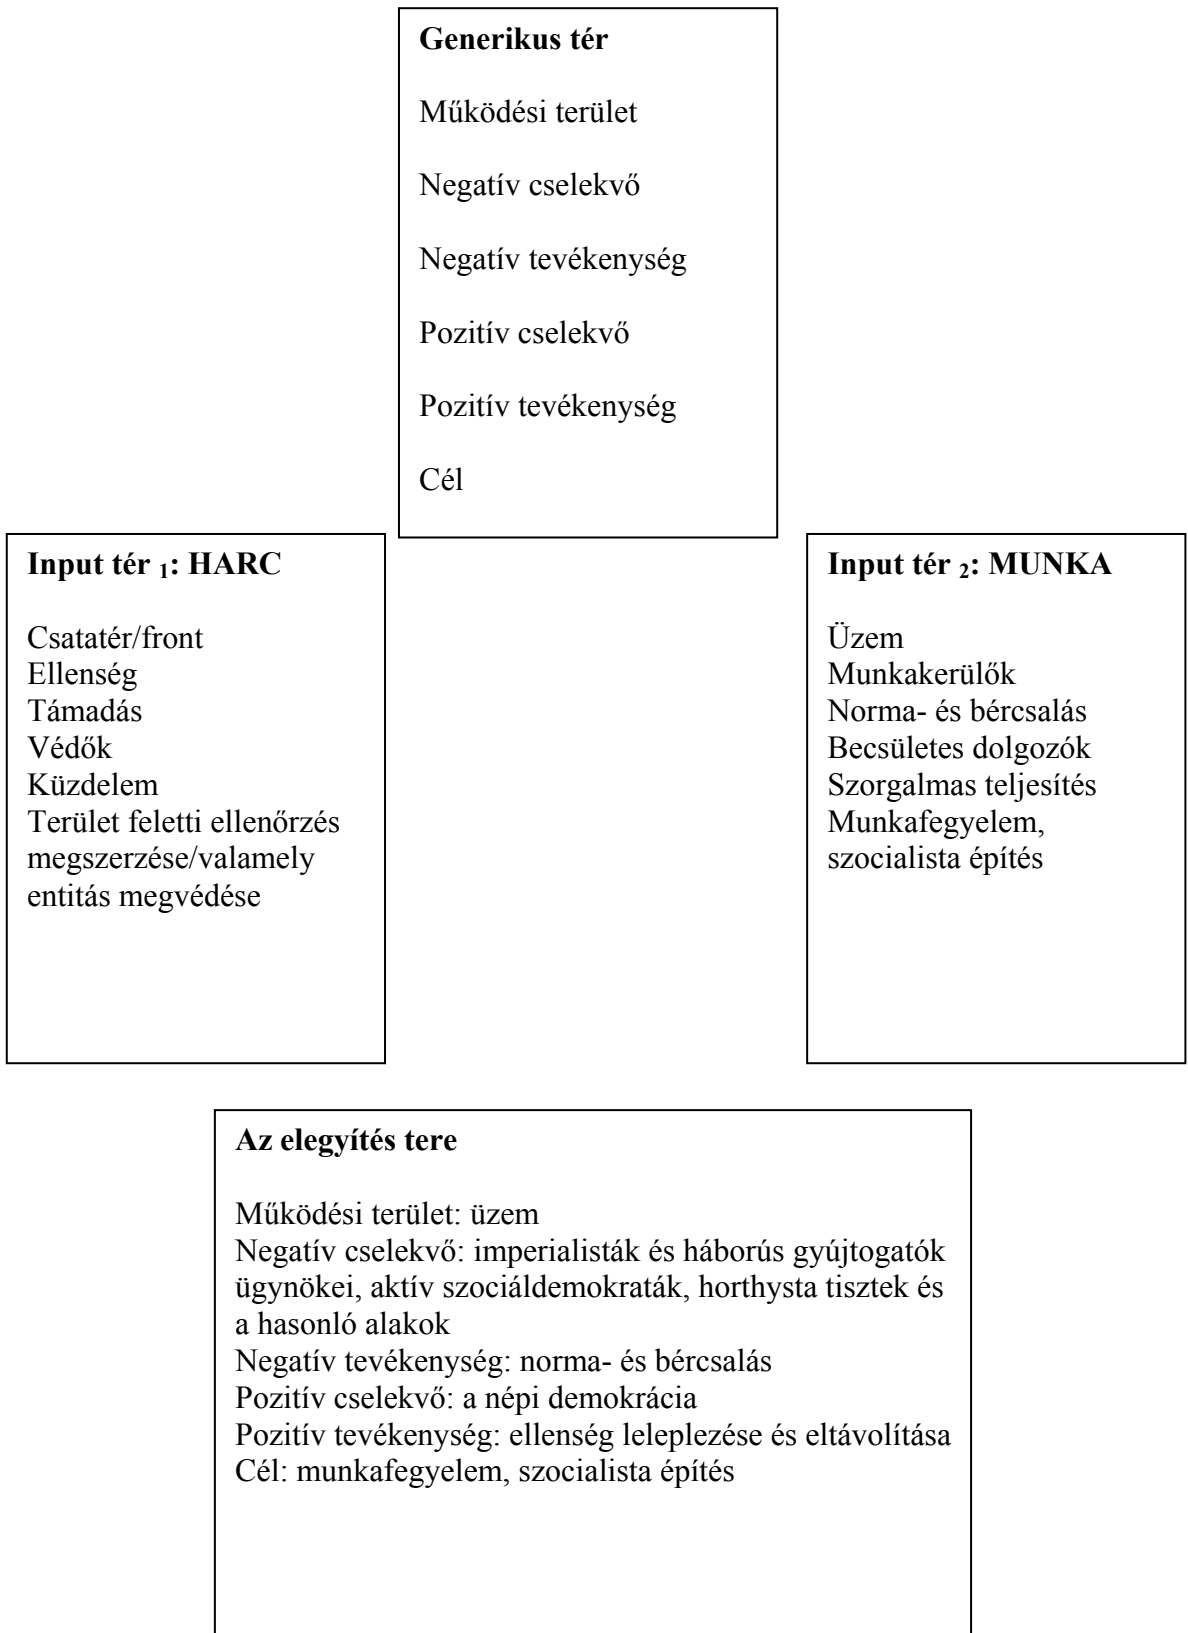 Generikus tér
Működési terület
Negatív cselekvő
Negatív tevékenység
Pozitív cselekvő
Pozitív tevékenység
Cél
Input tér 1: HARC
Csatatér/front
Ellenség
Támadás
Védők
Küzdelem
Terület feletti ellenőrzés
megszerzése/valamely
entitás megvédése
Input tér 2: MUNKA
Üzem
Munkakerülők
Norma- és bércsalás
Becsületes dolgozók
Szorgalmas teljesítés
Munkafegyelem,
szocialista építés
Az elegyítés tere
Működési terület: üzem
Negatív cselekvő: imperialisták és háborús gyújtogatók
ügynökei, aktív szociáldemokraták, horthysta tisztek és
a hasonló alakok
Negatív tevékenység: norma- és bércsalás
Pozitív cselekvő: a népi demokrácia
Pozitív tevékenység: ellenség leleplezése és eltávolítása
Cél: munkafegyelem, szocialista építés